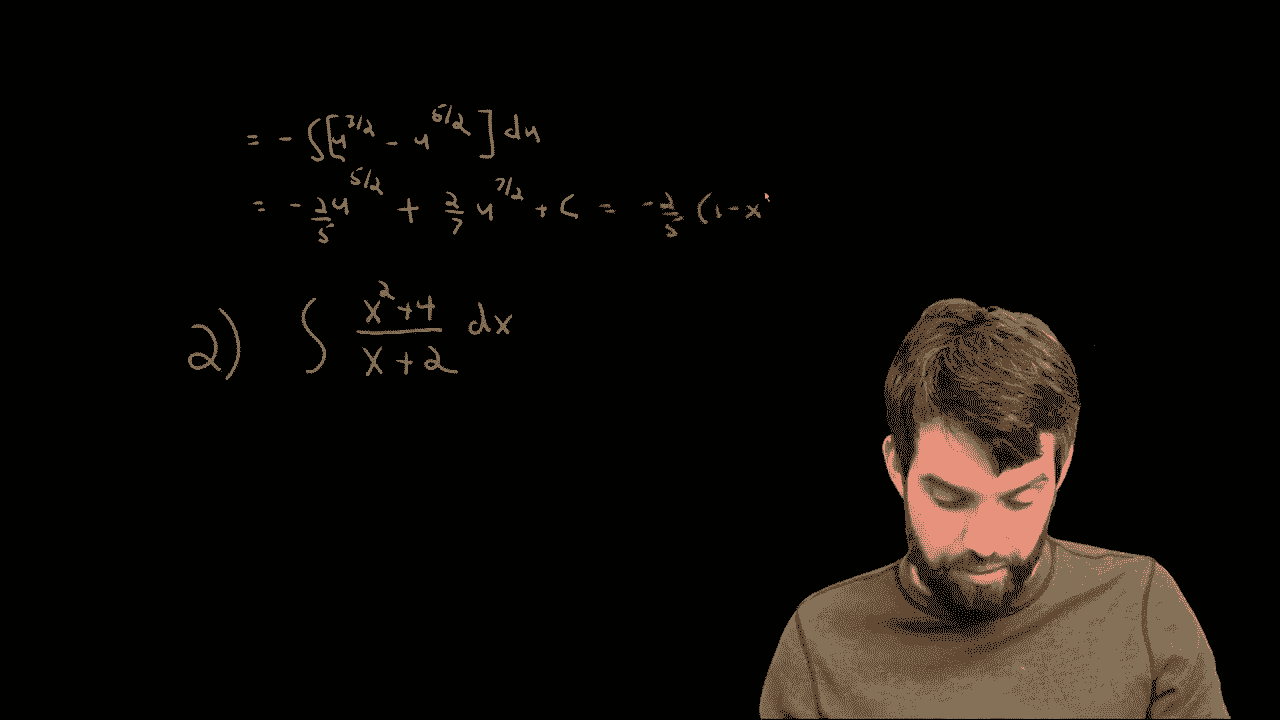 = - ∫[u^{3/2} - u^{5/2}] du
= -2/5 u^{5/2} + 2/7 u^{7/2} + C = -2/5 (1-x
2) ∫ (x^2+4)/(x+2) dx